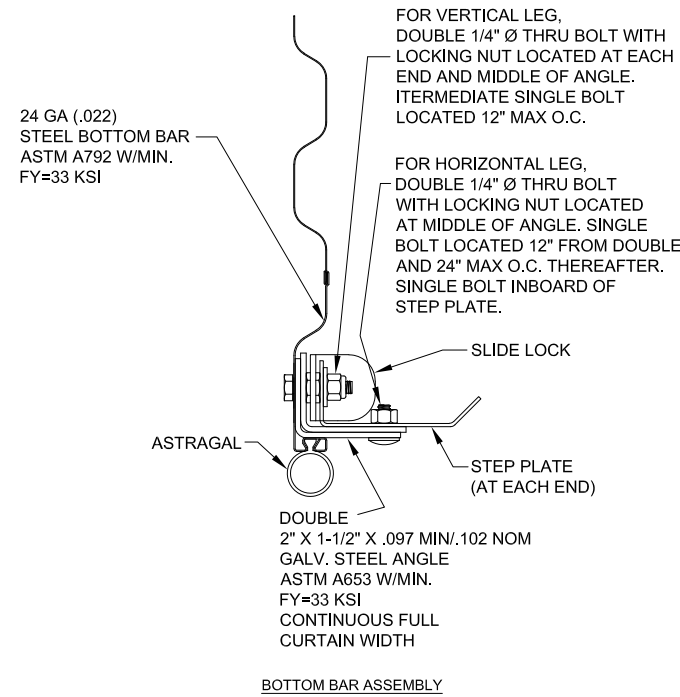 FOR VERTICAL LEG,
DOUBLE 1/4" Ø THRU BOLT WITH
LOCKING NUT LOCATED AT EACH
END AND MIDDLE OF ANGLE.
ITERMEDIATE SINGLE BOLT
LOCATED 12" MAX O.C.
24 GA (.022)
STEEL BOTTOM BAR
ASTM A792 W/MIN.
FY=33 KSI
FOR HORIZONTAL LEG,
DOUBLE 1/4" Ø THRU BOLT
WITH LOCKING NUT LOCATED
AT MIDDLE OF ANGLE. SINGLE
BOLT LOCATED 12" FROM DOUBLE
AND 24" MAX O.C. THEREAFTER.
SINGLE BOLT INBOARD OF
STEP PLATE.
SLIDE LOCK
ASTRAGAL
STEP PLATE
(AT EACH END)
DOUBLE
2" X 1-1/2" X .097 MIN/.102 NOM
GALV. STEEL ANGLE
ASTM A653 W/MIN.
FY=33 KSI
CONTINUOUS FULL
CURTAIN WIDTH
BOTTOM BAR ASSEMBLY